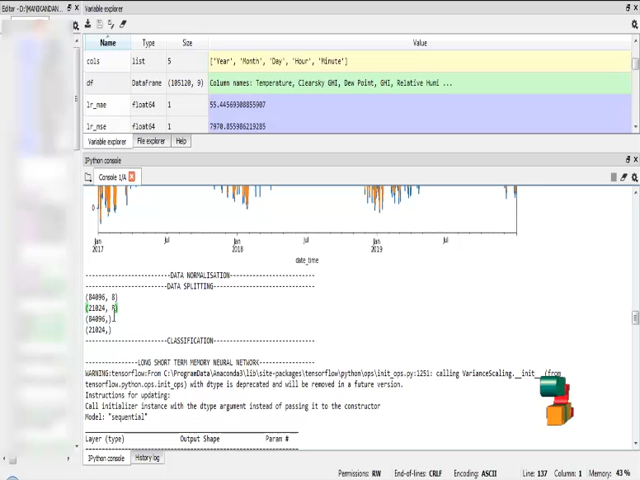 Editor - D:\MANIKANDAN...
Variable explorer
Name Type Size Value
cols list 5 ['Year', 'Month', 'Day', 'Hour', 'Minute']
df DataFrame (105120, 9) Column names: Temperature, Clearsky GHI, Dew Point, GHI, Relative Humi ...
lr_mae float64 1 55.44569308855907
lr_mse float64 1 7970.855986219285
Variable explorer File explorer Help
IPython console
Console 1/A
0
Jan Jul Jan Jan Jul
2017 2018 2019
date_time
DATA NORMALISATION
DATA SPLITTING
(84096, 8)
(21024, 8)
(84096,)
(21024,)
CLASSIFICATION
LONG SHORT TERM MEMORY NEURAL NETWORK
WARNING:tensorflow:From C:\ProgramData\Anaconda3\lib\site-packages\tensorflow\python\ops\init_ops.py:1251: calling VarianceScaling.__init__ (from
tensorflow.python.ops.init_ops) with dtype is deprecated and will be removed in a future version.
Instructions for updating:
Call initializer instance with the dtype argument instead of passing it to the constructor
Model: "sequential"
Layer (type) Output Shape Param #
IPython console History log
Permissions: RW End-of-lines: CRLF Encoding: ASCII Line: 137 Column: 1 Memory: 43 %